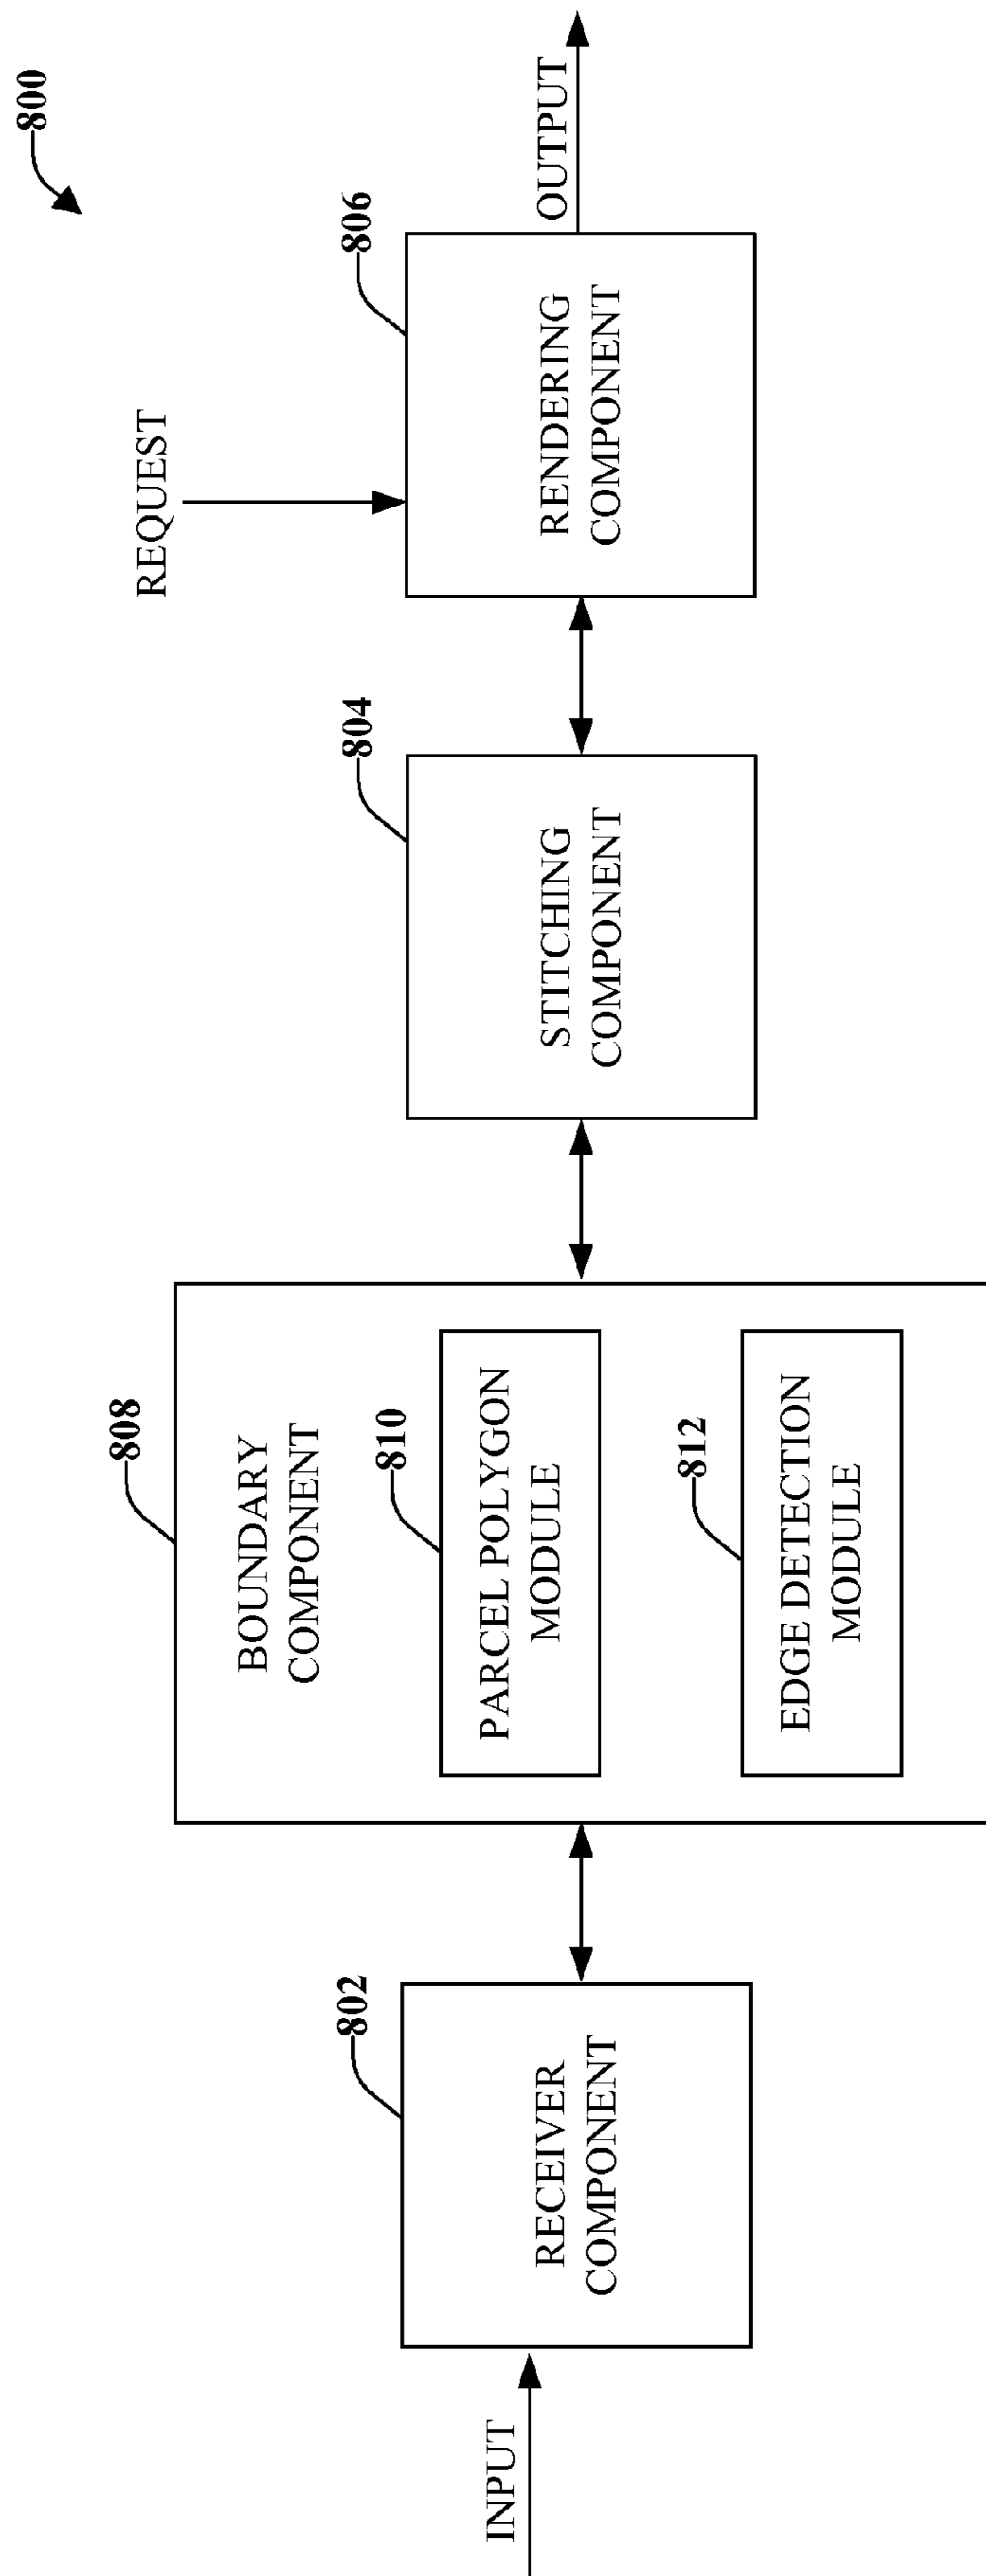 800
INPUT
802
RECEIVER
COMPONENT
808
BOUNDARY
COMPONENT
810
PARCEL POLYGON
MODULE
812
EDGE DETECTION
MODULE
804
STITCHING
COMPONENT
REQUEST
806
RENDERING
COMPONENT
OUTPUT